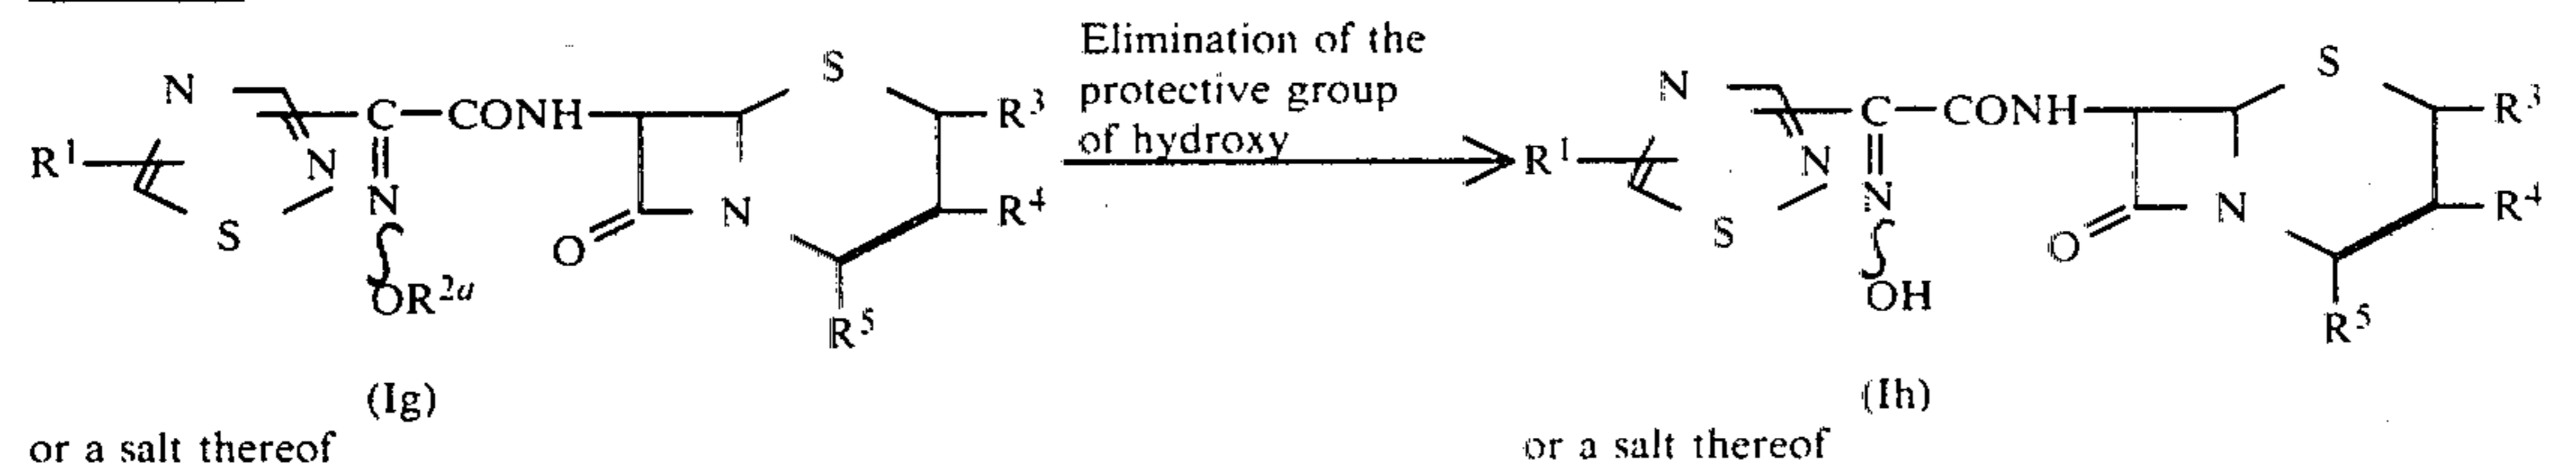 Elimination of the
protective group
of hydroxy
N S
C—CONH R³
R¹ N N N R⁴
S O
OR²ᵃ
R⁵
(Ig)
or a salt thereof
N S
C—CONH R³
R¹ N N N R⁴
S O
OH
R⁵
(Ih)
or a salt thereof